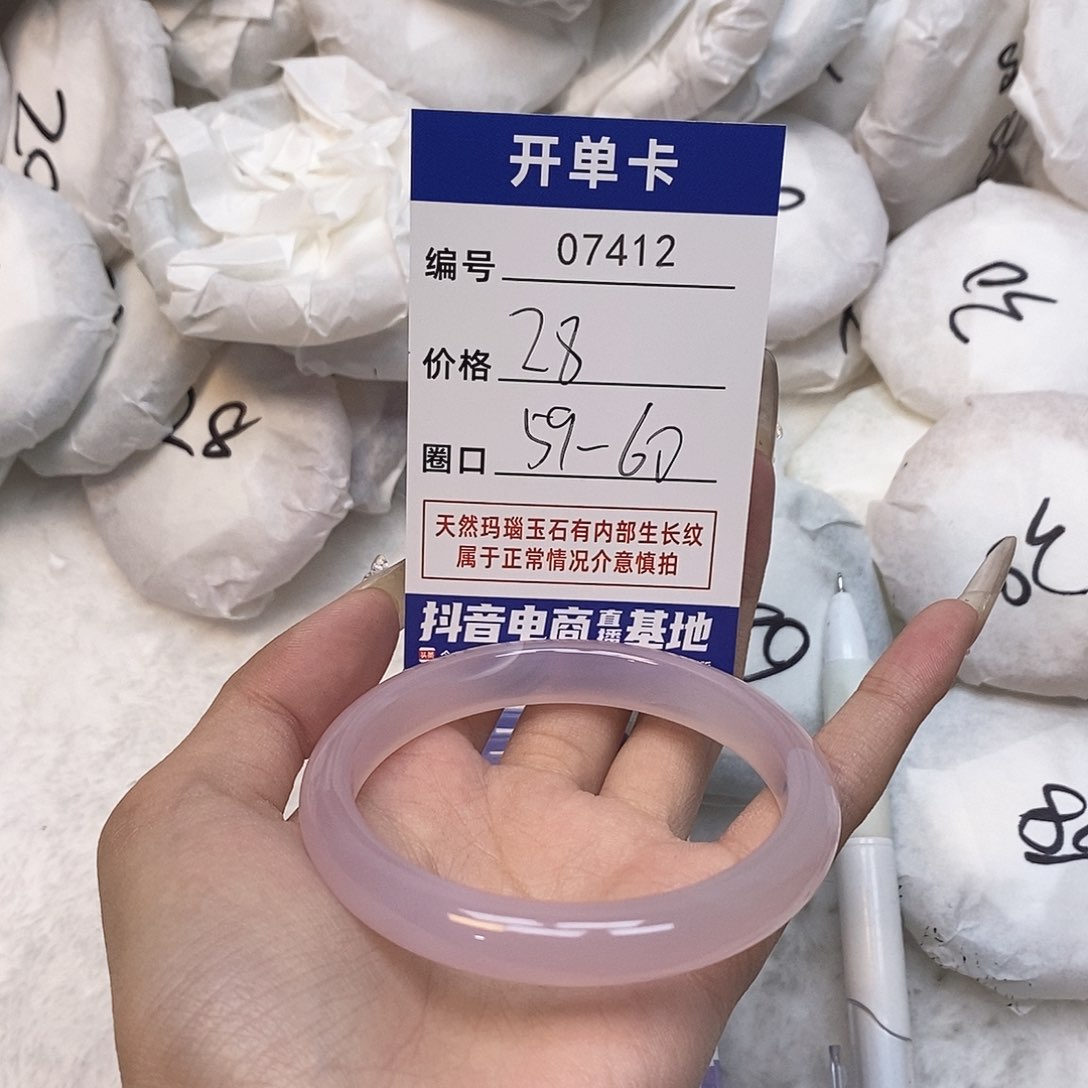 开单卡
编号 07412
价格 28
圈口 59-60
天然玛瑙玉石有内部生长纹
属于正常情况介意慎拍
抖音电商直播基地
28